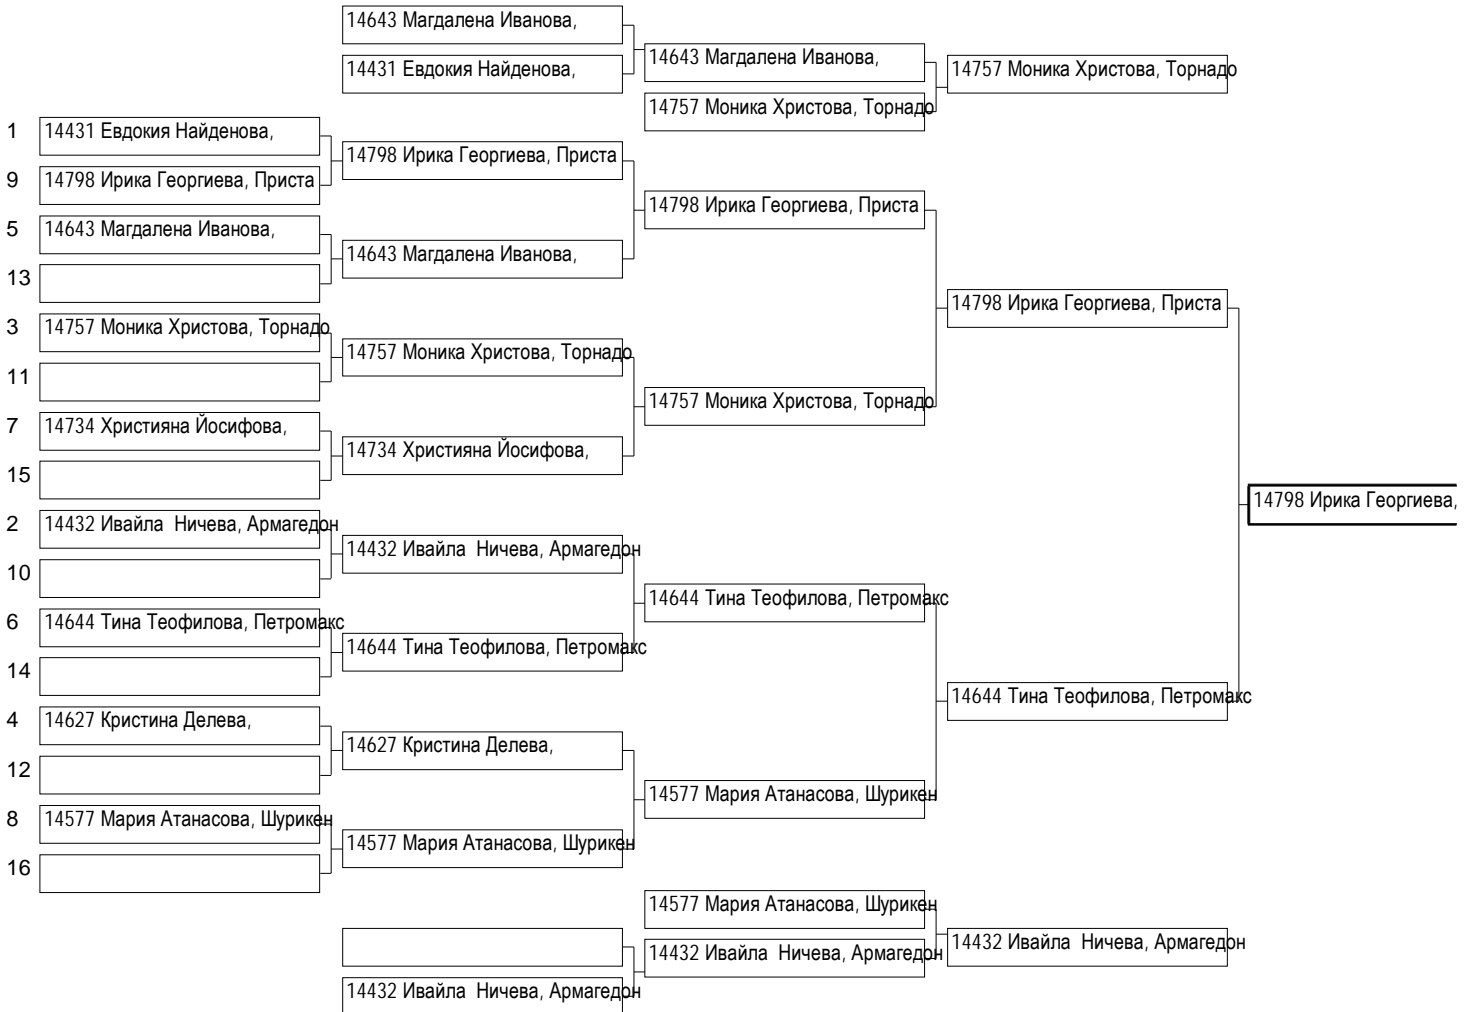 14643 Магдалена Иванова,
14431 Евдокия Найденова,
14643 Магдалена Иванова,
14757 Моника Христова, Торнадо
14757 Моника Христова, Торнадо
1 14431 Евдокия Найденова,
9 14798 Ирика Георгиева, Приста
5 14643 Магдалена Иванова,
13
3 14757 Моника Христова, Торнадо
11
7 14734 Християна Йосифова,
15
2 14432 Ивайла  Ничева, Армагедон
10
6 14644 Тина Теофилова, Петромакс
14
4 14627 Кристина Делева,
12
8 14577 Мария Атанасова, Шурикен
16
14798 Ирика Георгиева, Приста
14643 Магдалена Иванова,
14757 Моника Христова, Торнадо
14734 Християна Йосифова,
14432 Ивайла  Ничева, Армагедон
14644 Тина Теофилова, Петромакс
14627 Кристина Делева,
14577 Мария Атанасова, Шурикен
14798 Ирика Георгиева, Приста
14757 Моника Христова, Торнадо
14644 Тина Теофилова, Петромакс
14577 Мария Атанасова, Шурикен
14798 Ирика Георгиева, Приста
14644 Тина Теофилова, Петромакс
14798 Ирика Георгиева,
14432 Ивайла  Ничева, Армагедон
14577 Мария Атанасова, Шурикен
14432 Ивайла  Ничева, Армагедон
14432 Ивайла  Ничева, Армагедон